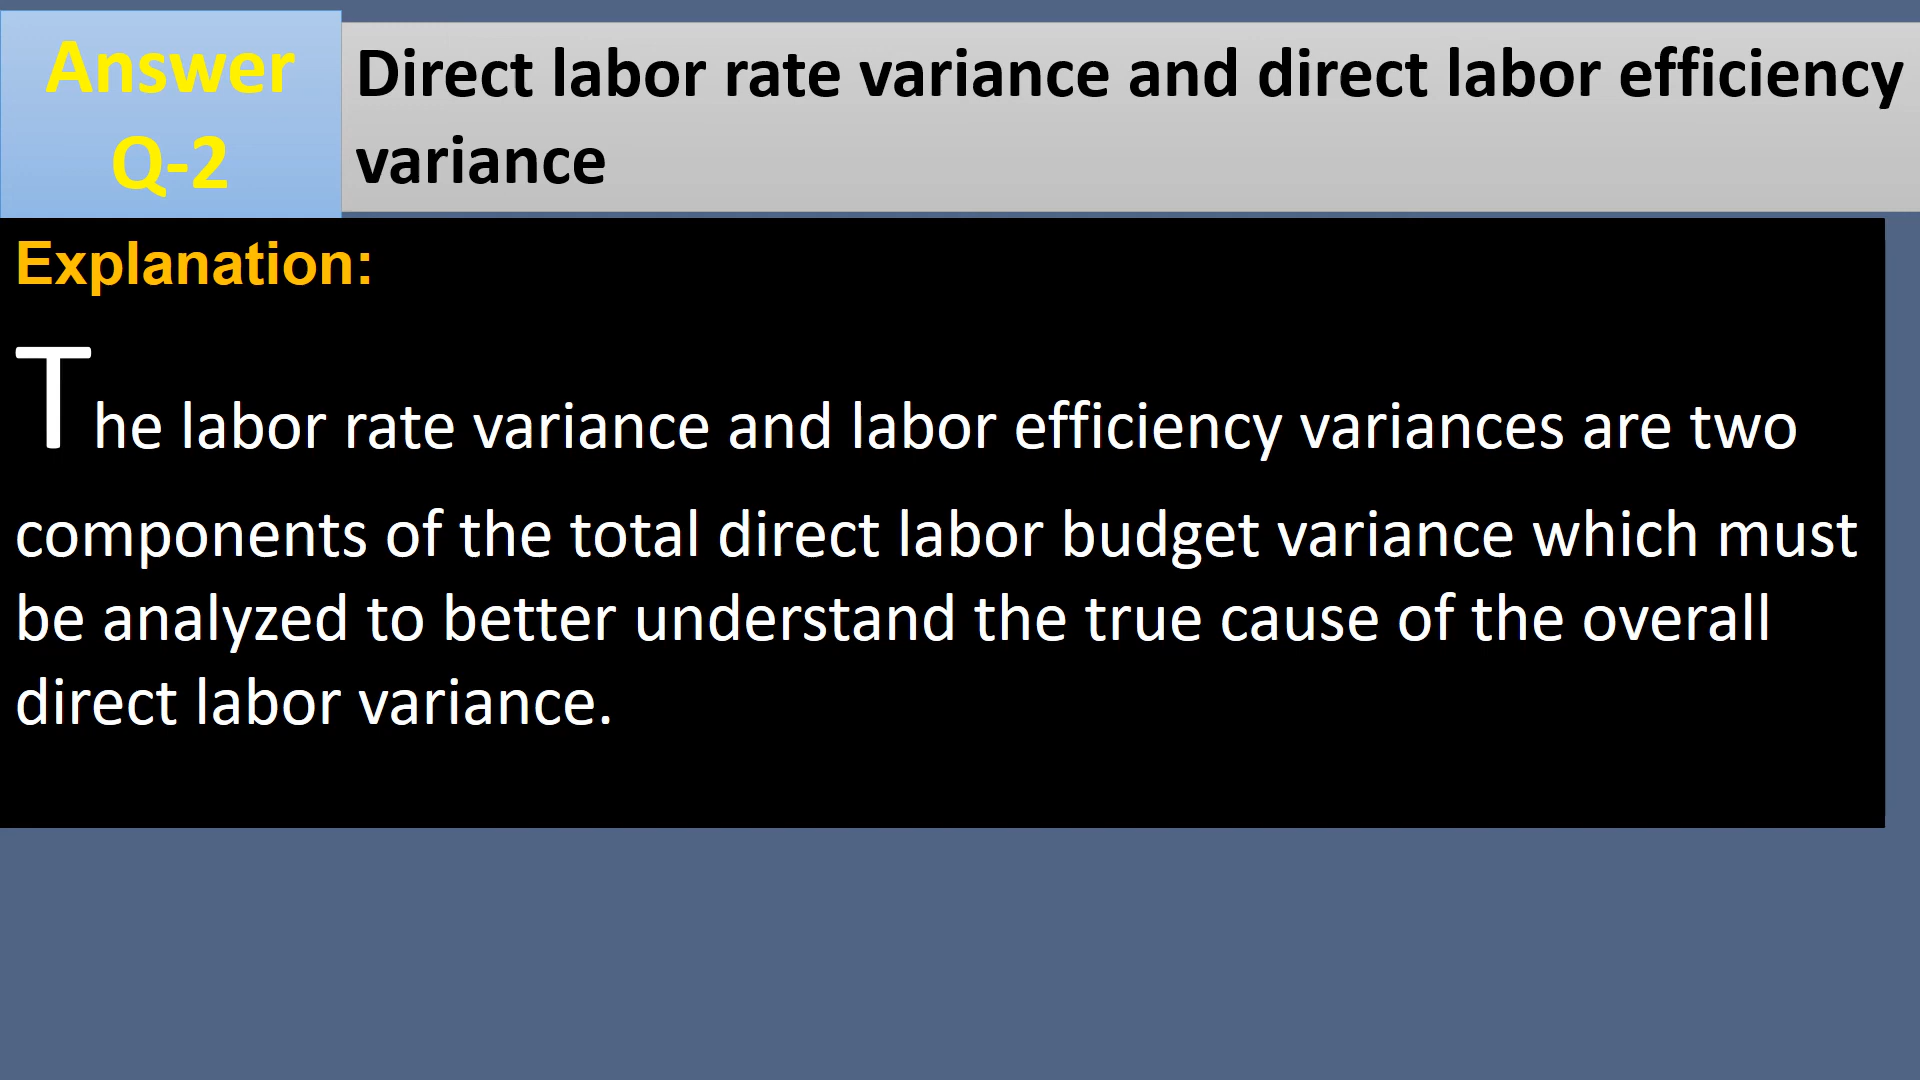 Answer
Q-2
Direct labor rate variance and direct labor efficiency
variance
Explanation:
The labor rate variance and labor efficiency variances are two
components of the total direct labor budget variance which must
be analyzed to better understand the true cause of the overall
direct labor variance.